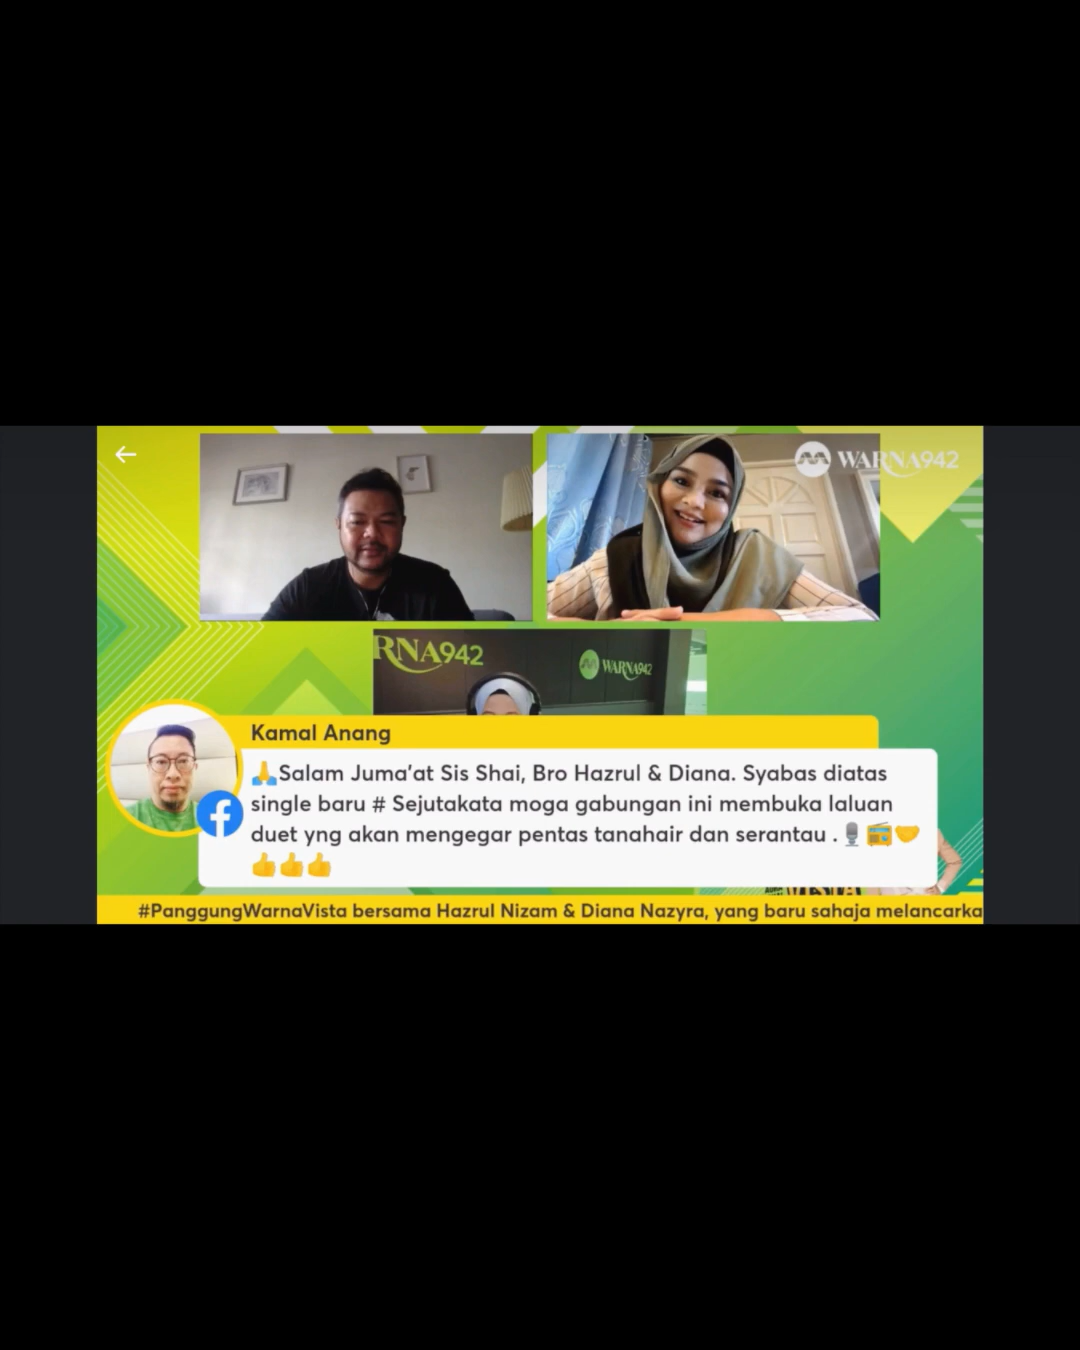 WARNA942
RNA942
WARNA942
Kamal Anang
🙏Salam Juma'at Sis Shai, Bro Hazrul & Diana. Syabas diatas
single baru # Sejutakata moga gabungan ini membuka laluan
duet yng akan mengegar pentas tanahair dan serantau .🎙️📻🤝
👍👍👍
#PanggungWarnaVista bersama Hazrul Nizam & Diana Nazyra, yang baru sahaja melancarka